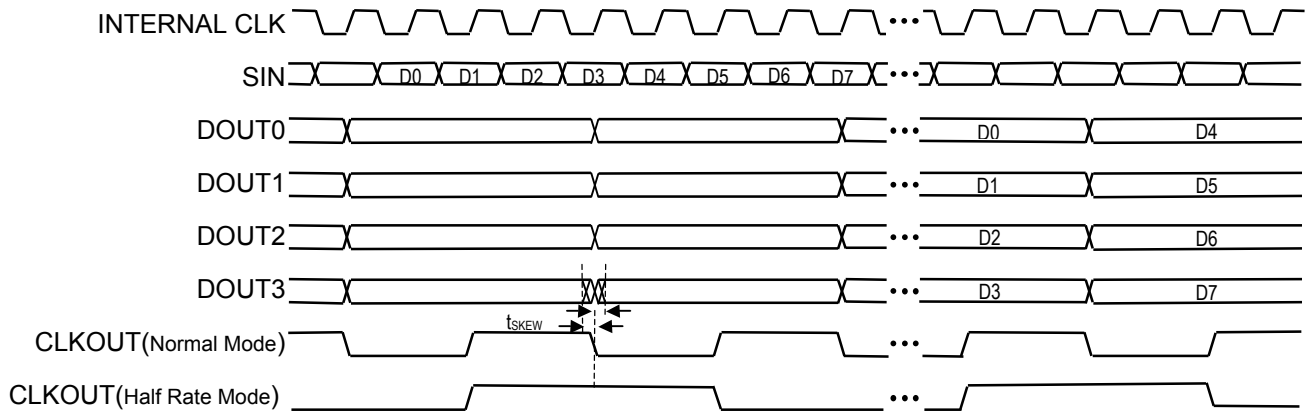 INTERNAL CLK •••
SIN D0 D1 D2 D3 D4 D5 D6 D7 •••
DOUT0 ••• D0 D4
DOUT1 ••• D1 D5
DOUT2 ••• D2 D6
DOUT3 ••• D3 D7
tSKEW
CLKOUT(Normal Mode) •••
CLKOUT(Half Rate Mode) •••